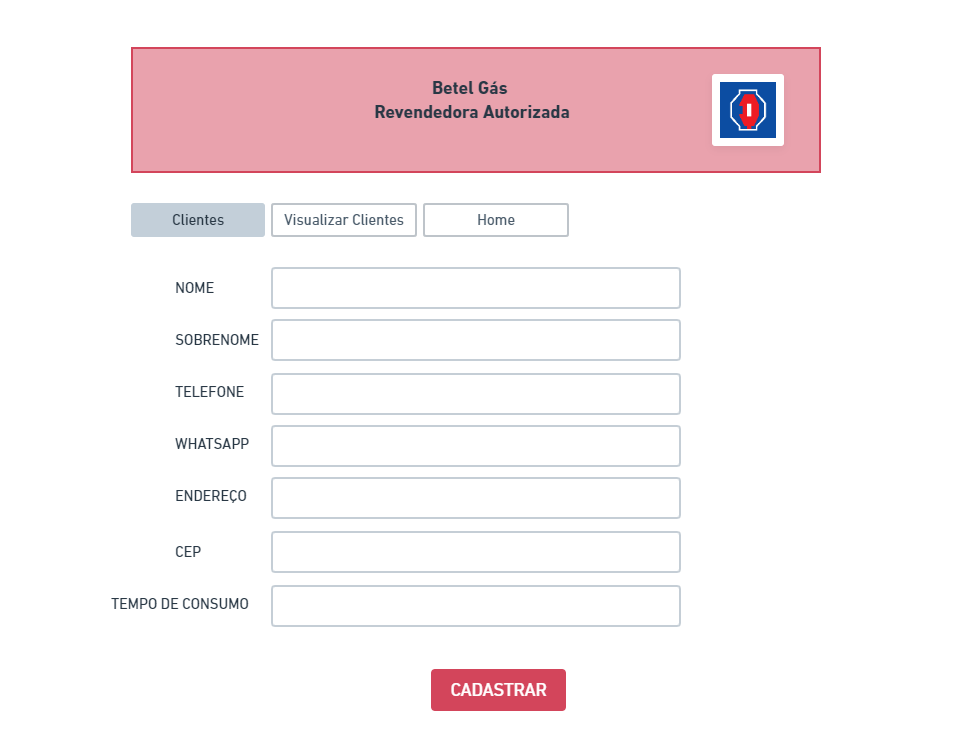 Betel Gás
Revendedora Autorizada
Clientes
Visualizar Clientes
Home
NOME
SOBRENOME
TELEFONE
WHATSAPP
ENDEREÇO
CEP
TEMPO DE CONSUMO
CADASTRAR